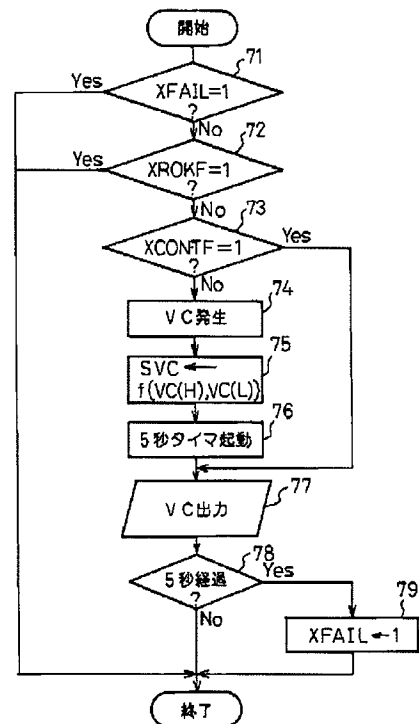 開始
71
XFAIL=1
?
Yes
No
72
XROKF=1
?
Yes
No
73
XCONTF=1
?
Yes
No
74
VC発生
75
SVC ←
f(VC(H),VC(L))
76
5秒タイマ起動
77
VC出力
78
5秒経過
?
Yes
No
79
XFAIL←1
終了